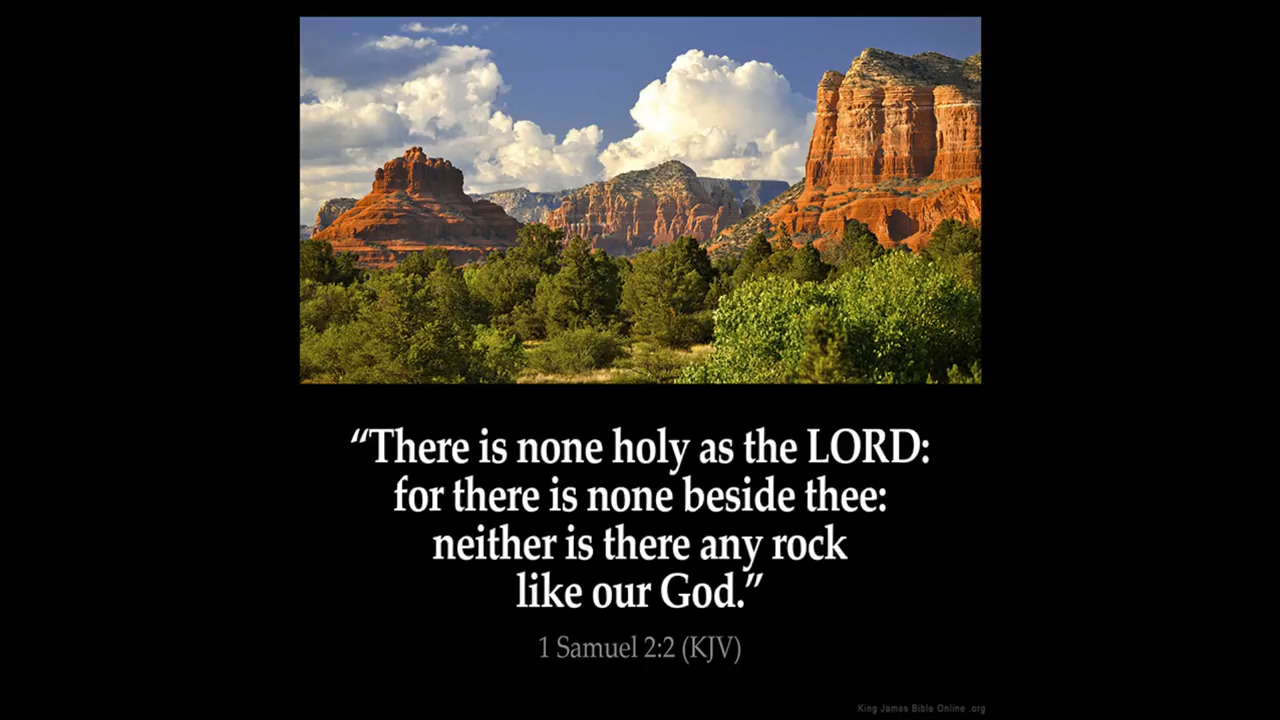 “There is none holy as the LORD:
for there is none beside thee:
neither is there any rock
like our God.”
1 Samuel 2:2 (KJV)
King James Bible Online .org